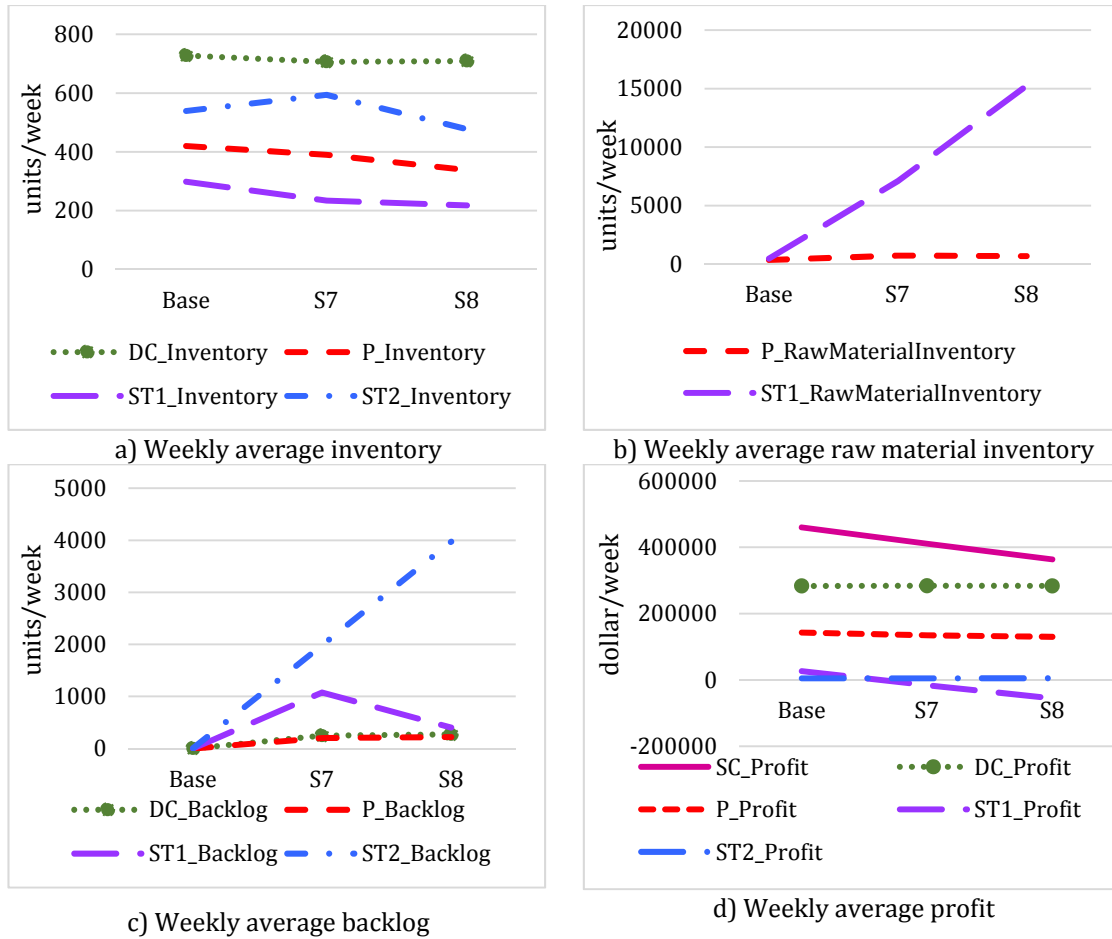 800
600
400
200
0
units/week
Base S7 S8
DC_Inventory P_Inventory
ST1_Inventory ST2_Inventory
a) Weekly average inventory
20000
15000
10000
5000
0
units/week
Base S7 S8
P_RawMaterialInventory
ST1_RawMaterialInventory
b) Weekly average raw material inventory
5000
4000
3000
2000
1000
0
units/week
Base S7 S8
DC_Backlog P_Backlog
ST1_Backlog ST2_Backlog
c) Weekly average backlog
600000
400000
200000
0
-200000
dollar/week
Base S7 S8
SC_Profit DC_Profit
P_Profit ST1_Profit
ST2_Profit
d) Weekly average profit